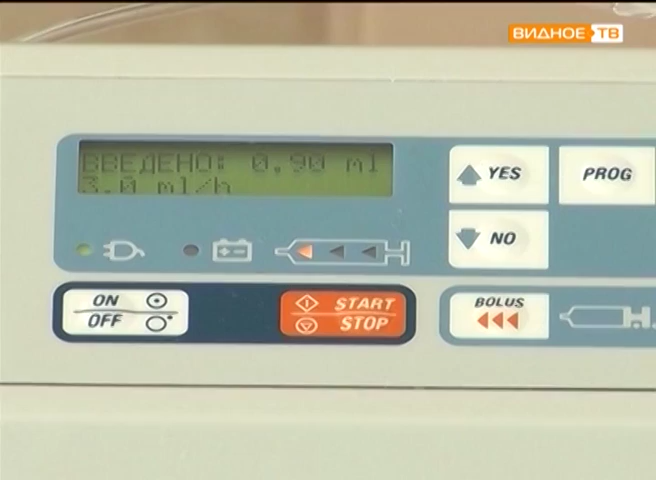 ВИДНОЕ ТВ
ВВЕДЕНО: 0.90 ml
3.0 ml/h
YES
PROG
NO
ON
OFF
START
STOP
BOLUS